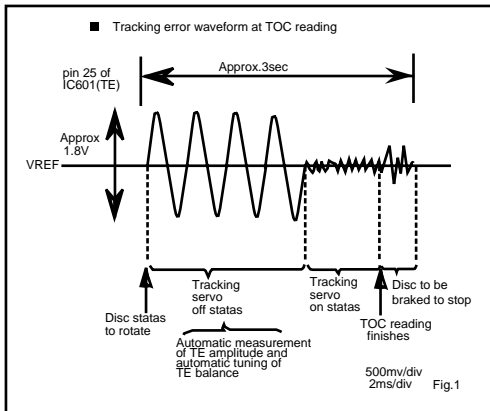 ■ Tracking error waveform at TOC reading
pin 25 of
IC601(TE)
Approx.3sec
Approx
1.8V
VREF
Disc statas
to rotate
Tracking
servo
off statas
Automatic measurement
of TE amplitude and
automatic tuning of
TE balance
Tracking
servo
on statas
Disc to be
braked to stop
TOC reading
finishes
500mv/div
2ms/div
Fig.1